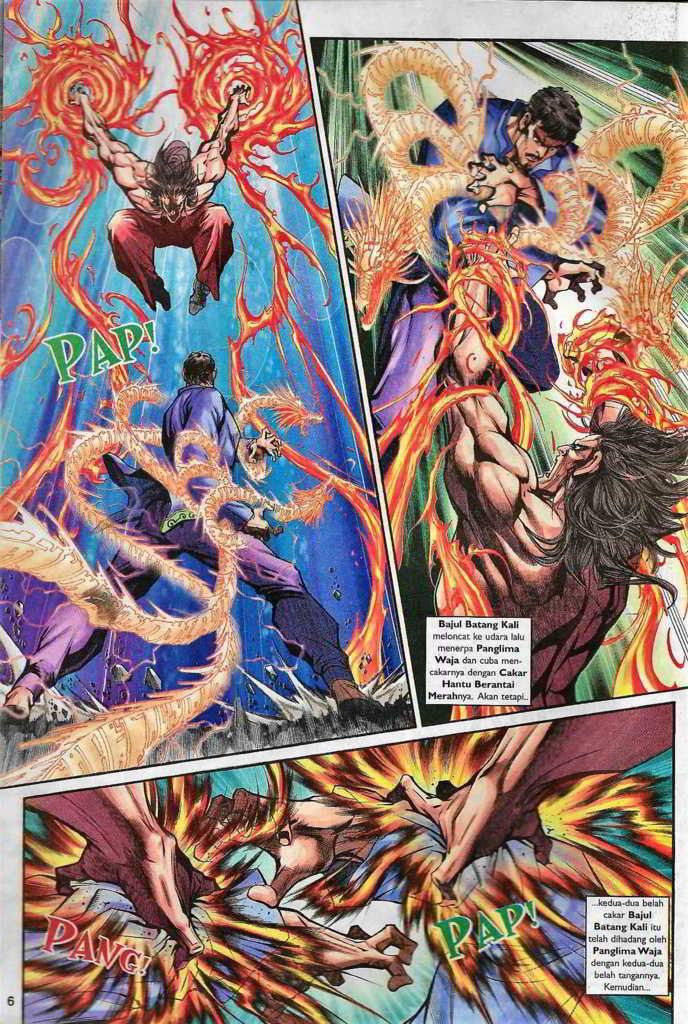 PAP!
Bajul Batang Kali
meloncat ke udara lalu
menerpa Panglima
Waja dan cuba men-
cakarnya dengan Cakar
Hantu Berantai
Merahnya. Akan tetapi..
PANG!
PAP!
...kedua-dua belah
cakar Bajul
Batang Kali itu
telah dihadang oleh
Panglima Waja
dengan kedua-dua
belah tangannya.
Kemudian...
6